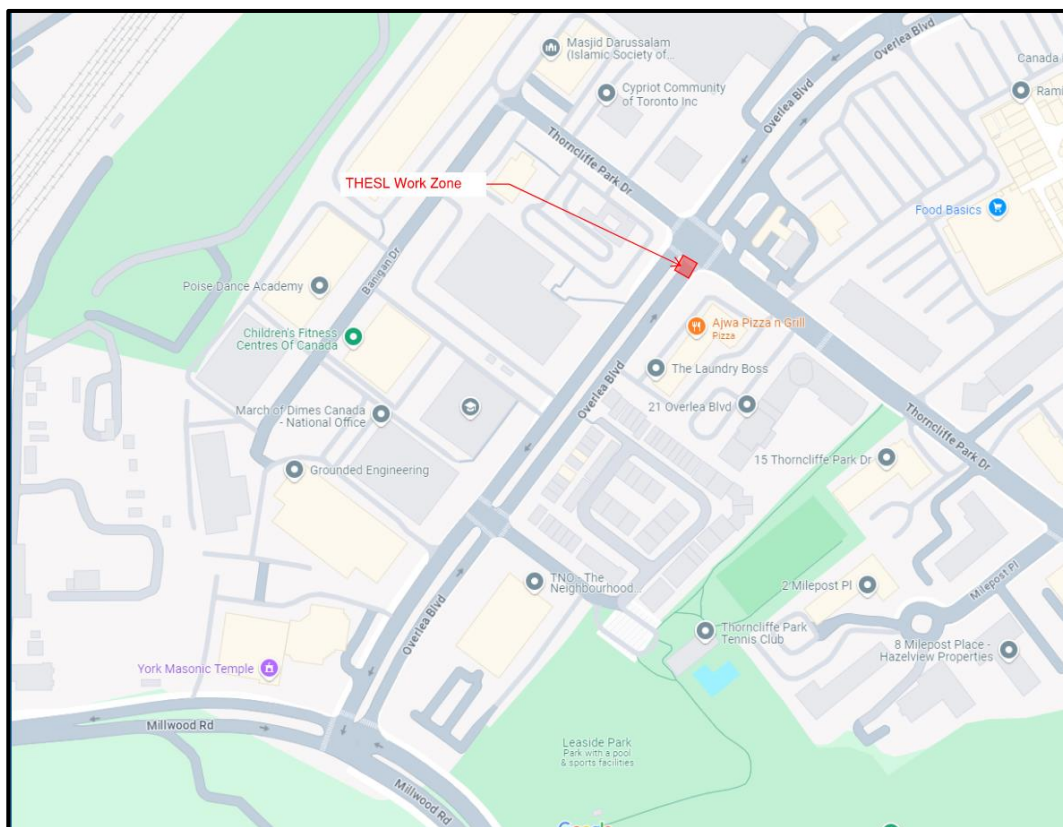 Masjid Darussalam
(Islamic Society of...
Overlea Blvd
Canada
Cypriot Community
of Toronto Inc
Overlea Blvd
Thorncliffe Park Dr
THESL Work Zone
Food Basics
Banigan Dr
Poise Dance Academy
Ajwa Pizza n Grill
Pizza
Children's Fitness
Centres Of Canada
The Laundry Boss
Overlea Blvd
21 Overlea Blvd
March of Dimes Canada
- National Office
Thorncliffe Park Dr
15 Thorncliffe Park Dr
Grounded Engineering
TNO - The
Neighbourhood...
2 Milepost Pl
Milepost Pl
Overlea Blvd
Thorncliffe Park
Tennis Club
8 Milepost Place -
Hazelview Properties
York Masonic Temple
Millwood Rd
Leaside Park
Park with a pool
& sports facilities
Millwood Rd
Google